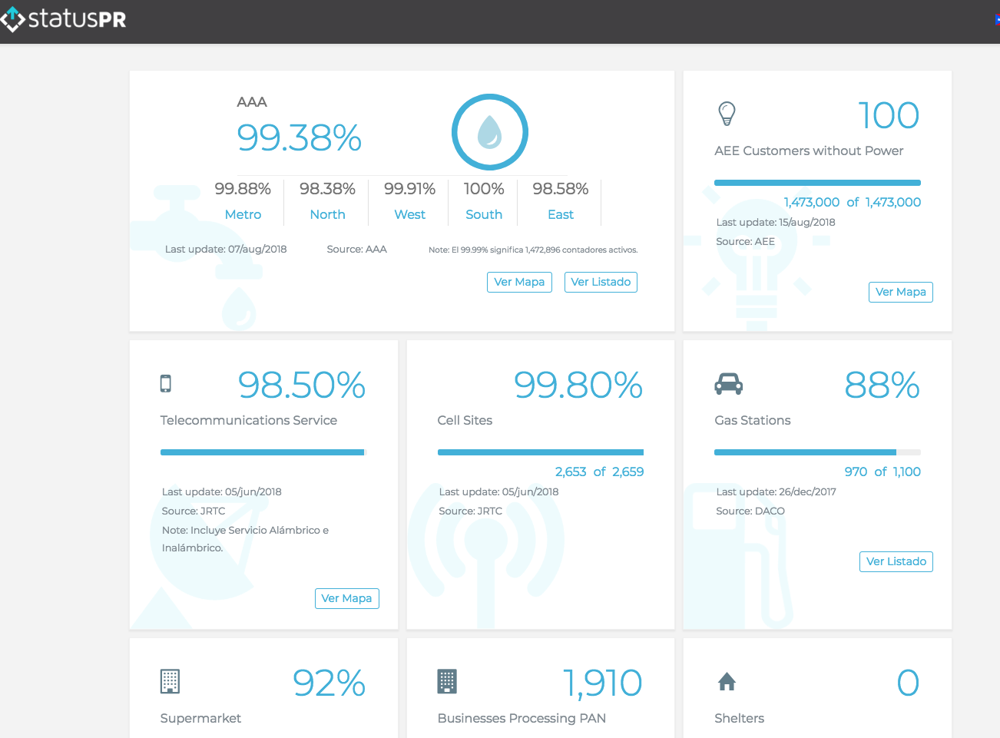 statusPR
AAA
99.38%
99.88% 98.38% 99.91% 100% 98.58%
Metro North West South East
Last update: 07/aug/2018 Source: AAA Note: El 99.99% significa 1,472,896 contadores activos.
Ver Mapa Ver Listado
100
AEE Customers without Power
1,473,000 of 1,473,000
Last update: 15/aug/2018
Source: AEE
Ver Mapa
98.50%
Telecommunications Service
Last update: 05/jun/2018
Source: JRTC
Note: Incluye Servicio Alámbrico e
Inalámbrico.
Ver Mapa
99.80%
Cell Sites
2,653 of 2,659
Last update: 05/jun/2018
Source: JRTC
88%
Gas Stations
970 of 1,100
Last update: 26/dec/2017
Source: DACO
Ver Listado
92%
Supermarket
1,910
Businesses Processing PAN
0
Shelters